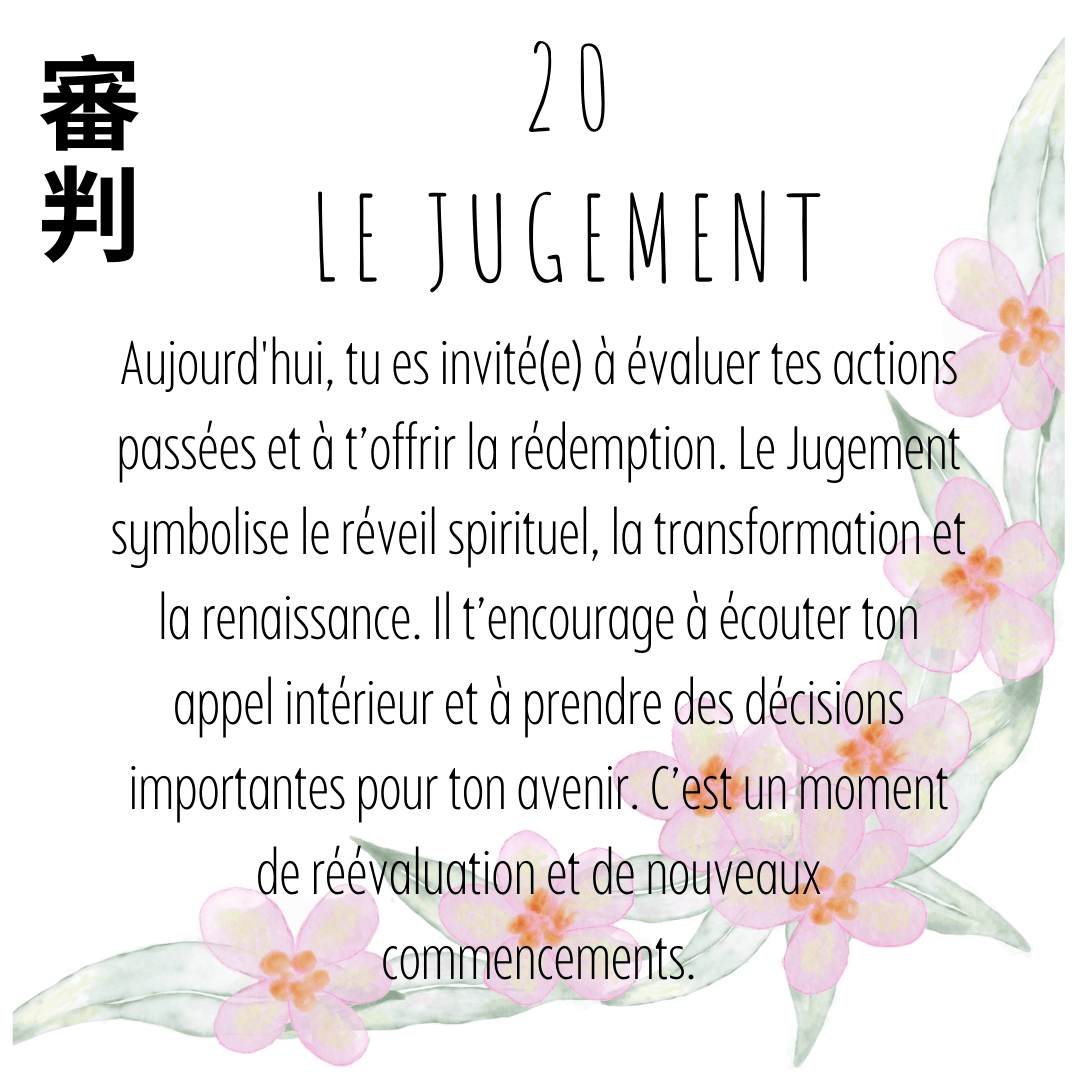 審判
20
LE JUGEMENT
Aujourd'hui, tu es invité(e) à évaluer tes actions
passées et à t’offrir la rédemption. Le Jugement
symbolise le réveil spirituel, la transformation et
la renaissance. Il t’encourage à écouter ton
appel intérieur et à prendre des décisions
importantes pour ton avenir. C’est un moment
de réévaluation et de nouveaux
commencements.